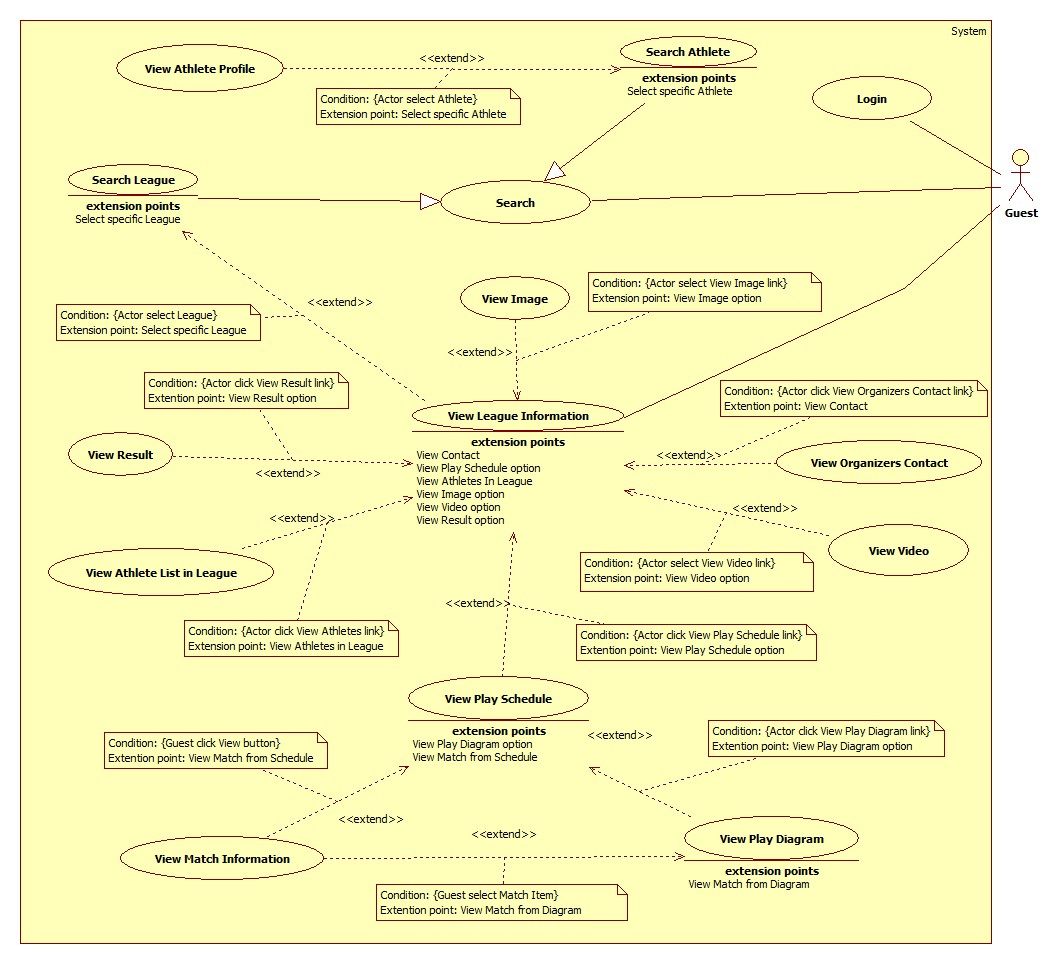 System
<<extend>>
View Athlete Profile
Search Athlete
extension points
Select specific Athlete
Condition: {Actor select Athlete}
Extension point: Select specific Athlete
Login
Guest
Search League
extension points
Select specific League
Search
<<extend>>
Condition: {Actor select League}
Extension point: Select specific League
View Image
Condition: {Actor select View Image link}
Extension point: View Image option
<<extend>>
Condition: {Actor click View Result link}
Extention point: View Result option
View League Information
extension points
View Contact
View Play Schedule option
View Athletes In League
View Image option
View Video option
View Result option
Condition: {Actor click View Organizers Contact link}
Extention point: View Contact
View Result
<<extend>>
<<extend>>
View Organizers Contact
<<extend>>
View Athlete List in League
<<extend>>
View Video
Condition: {Actor select View Video link}
Extension point: View Video option
Condition: {Actor click View Athletes link}
Extension point: View Athletes in League
<<extend>>
Condition: {Actor click View Play Schedule link}
Extention point: View Play Schedule option
View Play Schedule
extension points
View Play Diagram option
View Match from Schedule
<<extend>>
Condition: {Guest click View button}
Extention point: View Match from Schedule
Condition: {Actor click View Play Diagram link}
Extention point: View Play Diagram option
<<extend>>
<<extend>>
View Match Information
View Play Diagram
extension points
View Match from Diagram
Condition: {Guest select Match Item}
Extention point: View Match from Diagram